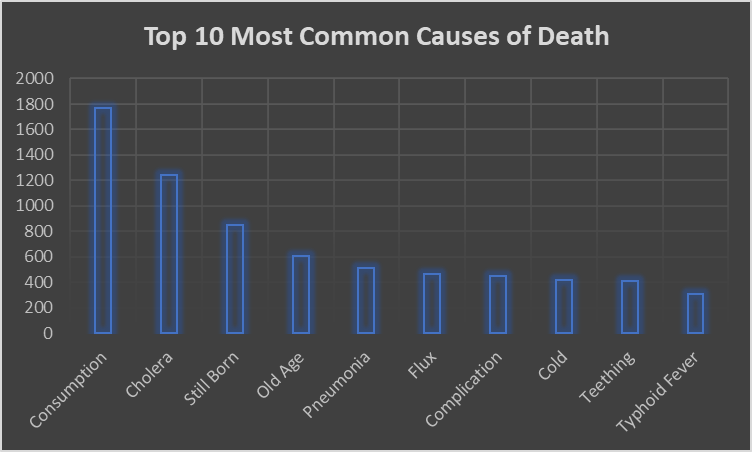 Top 10 Most Common Causes of Death
2000
1800
1600
1400
1200
1000
800
600
400
200
0
Consumption
Cholera
Still Born
Old Age
Pneumonia
Flux
Complication
Cold
Teething
Typhoid Fever